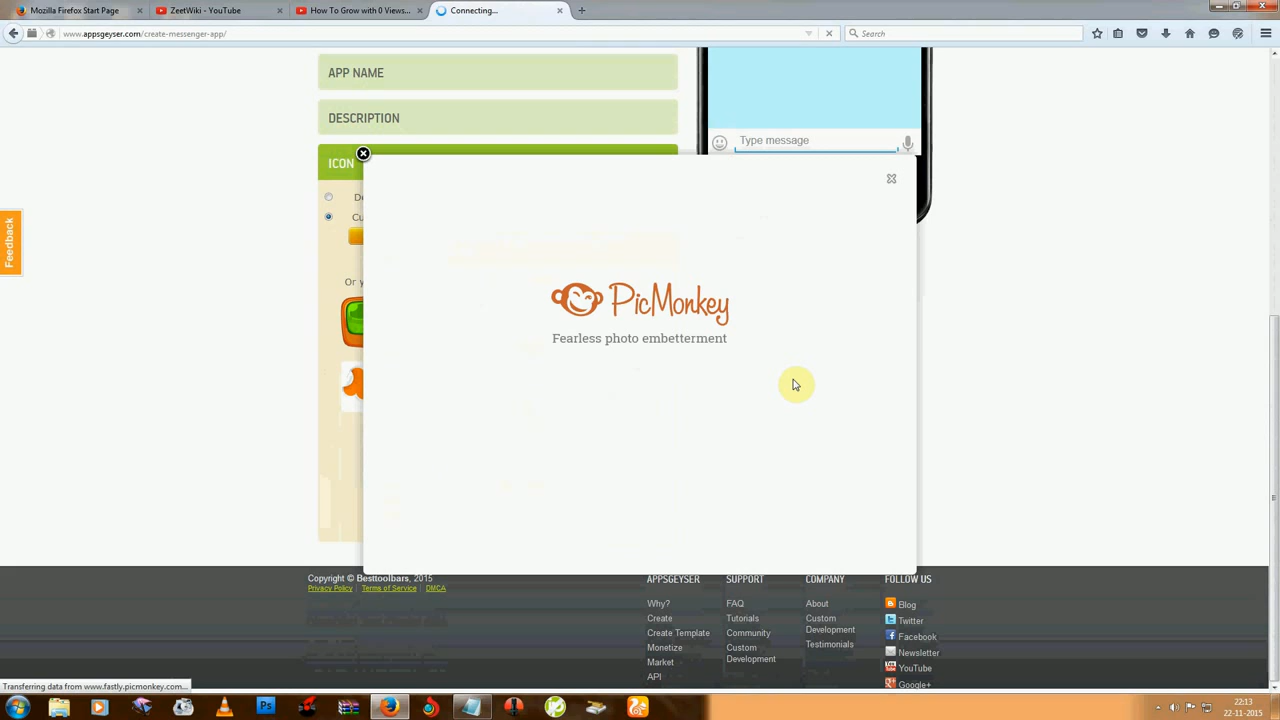 Mozilla Firefox Start Page
ZeetWiki - YouTube
How To Grow with 0 Views...
Connecting...
www.appsgeyser.com/create-messenger-app/
Search
APP NAME
DESCRIPTION
ICON
Type message
De
Cu
Or y
Feedback
PicMonkey
Fearless photo embetterment
Copyright © Besttoolbars, 2015
Privacy Policy
Terms of Service
DMCA
APPSGEYSER
Why?
Create
Create Template
Monetize
Market
API
SUPPORT
FAQ
Tutorials
Community
Custom
Development
COMPANY
About
Custom
Development
Testimonials
FOLLOW US
Blog
Twitter
Facebook
Newsletter
YouTube
Google+
Transferring data from www.fastly.picmonkey.com...
22:13
22-11-2015